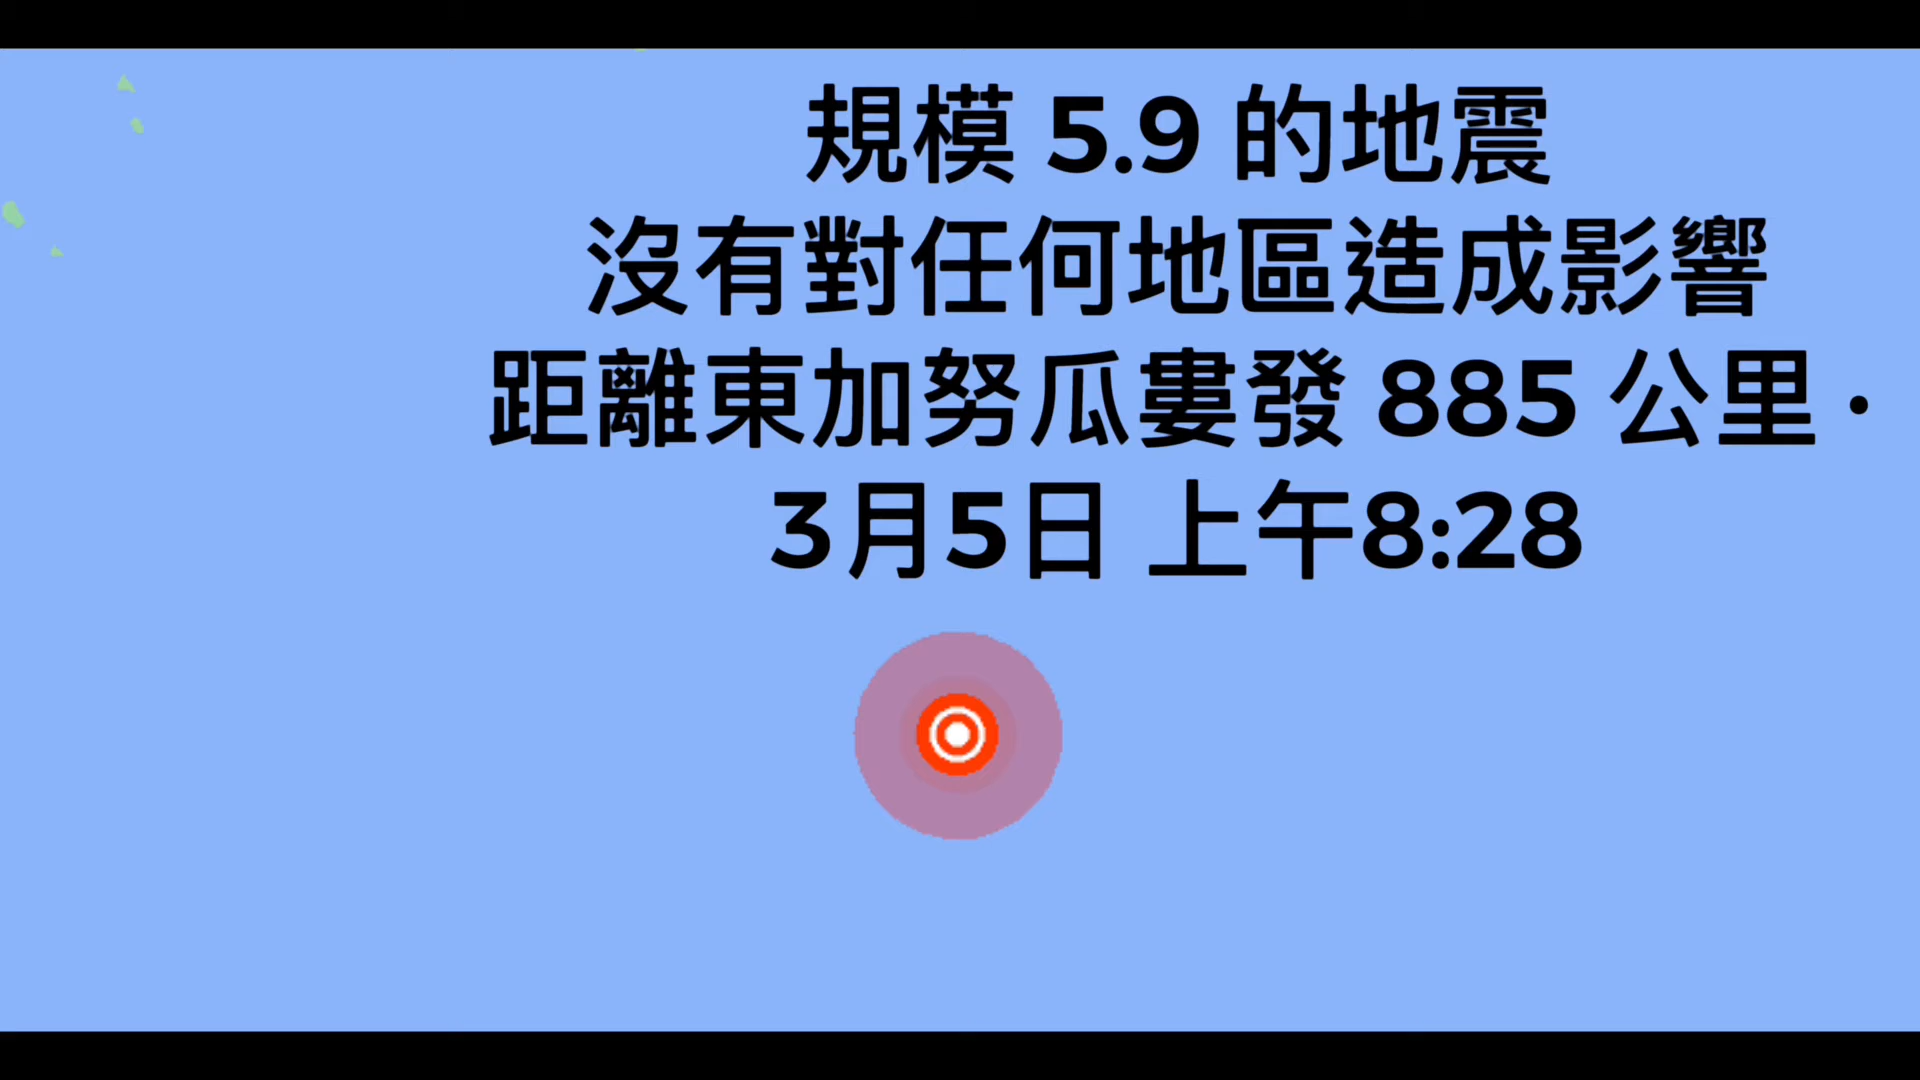 規模 5.9 的地震
沒有對任何地區造成影響
距離東加努瓜婁發 885 公里 ·
3月5日 上午8:28